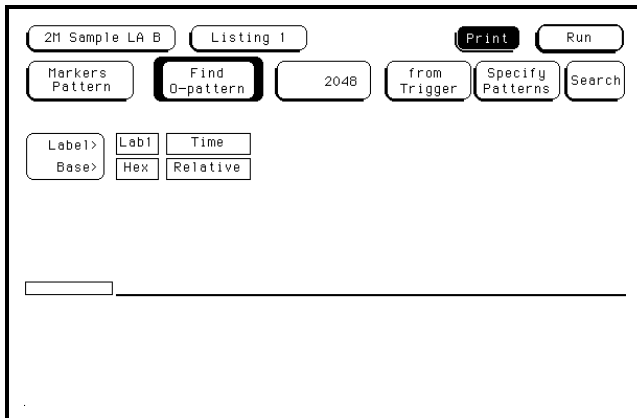 2M Sample LA B Listing 1 Print Run
Markers Pattern Find O-pattern 2048 from Trigger Specify Patterns Search
Label> Lab1 Time
Base> Hex Relative